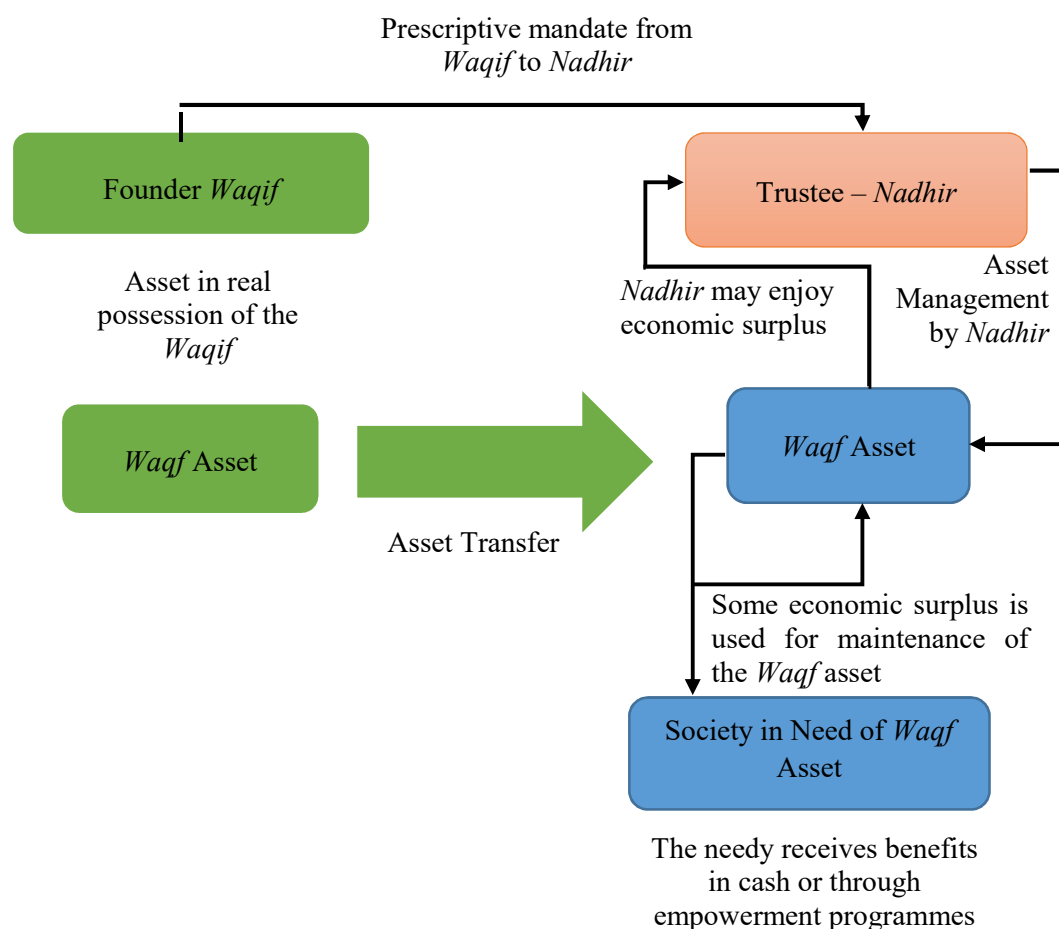 Prescriptive mandate from
Waqif to Nadhir
Founder Waqif
Trustee – Nadhir
Asset in real
possession of the
Waqif
Nadhir may enjoy
economic surplus
Asset
Management
by Nadhir
Waqf Asset
Waqf Asset
Asset Transfer
Some economic surplus is
used for maintenance of
the Waqf asset
Society in Need of Waqf
Asset
The needy receives benefits
in cash or through
empowerment programmes